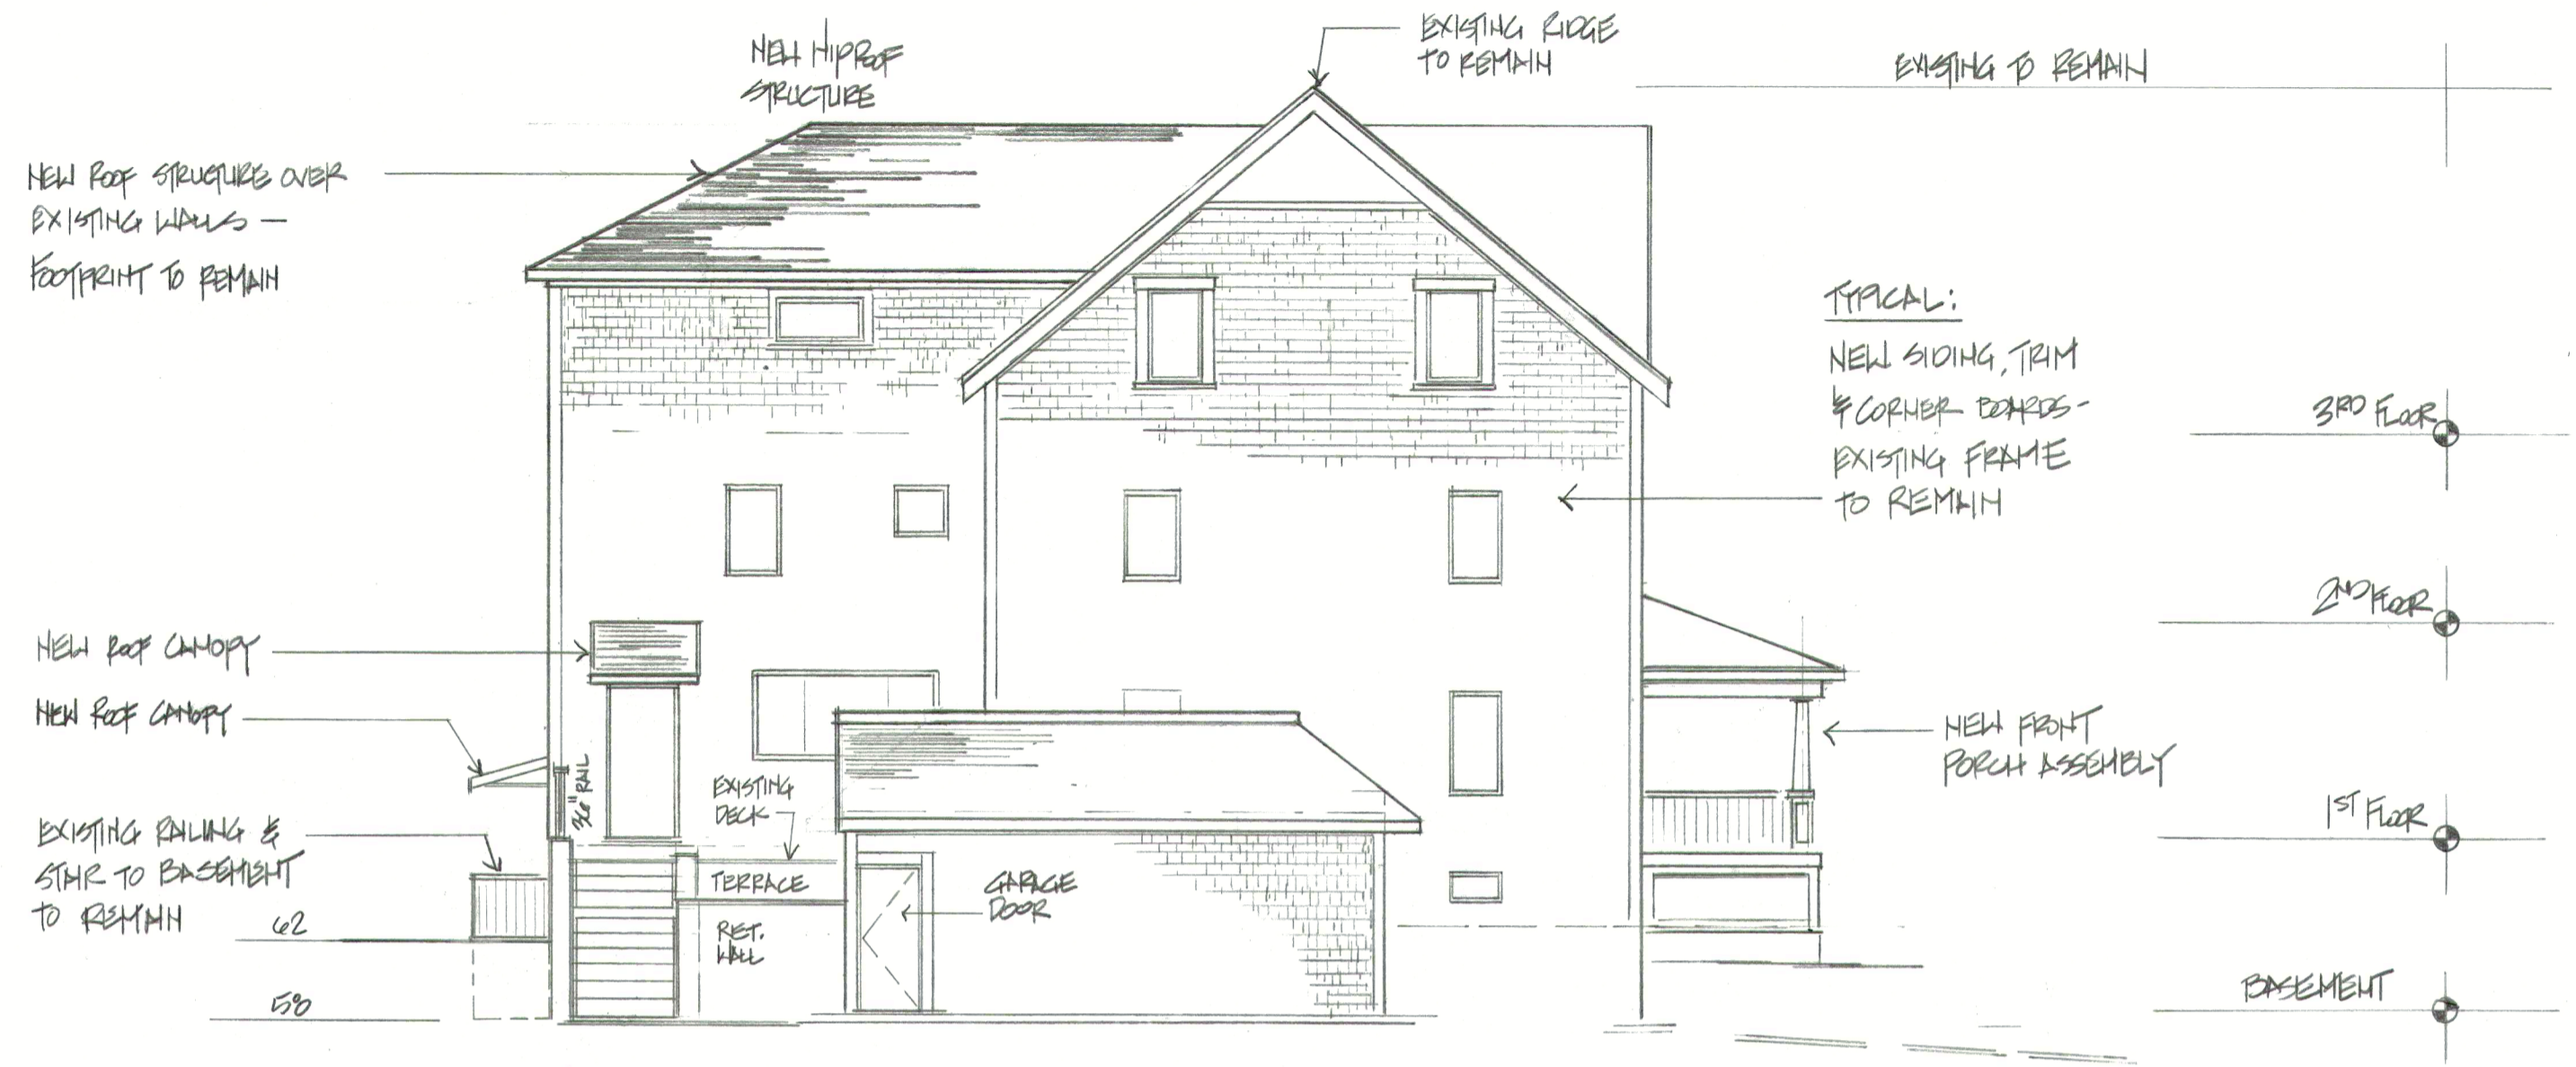 NEW HIP ROOF
STRUCTURE
EXISTING RIDGE
TO REMAIN
EXISTING TO REMAIN
NEW ROOF STRUCTURE OVER
EXISTING WALLS —
FOOTPRINT TO REMAIN
TYPICAL:
NEW SIDING, TRIM
& CORNER BOARDS -
EXISTING FRAME
TO REMAIN
3RD FLOOR
2ND FLOOR
NEW ROOF CANOPY
NEW ROOF CANOPY
NEW FRONT
PORCH ASSEMBLY
36" RAIL
EXISTING
DECK
1ST FLOOR
EXISTING RAILING &
STAIR TO BASEMENT
TO REMAIN
TERRACE
GARAGE
DOOR
RET.
WALL
62
58
BASEMENT